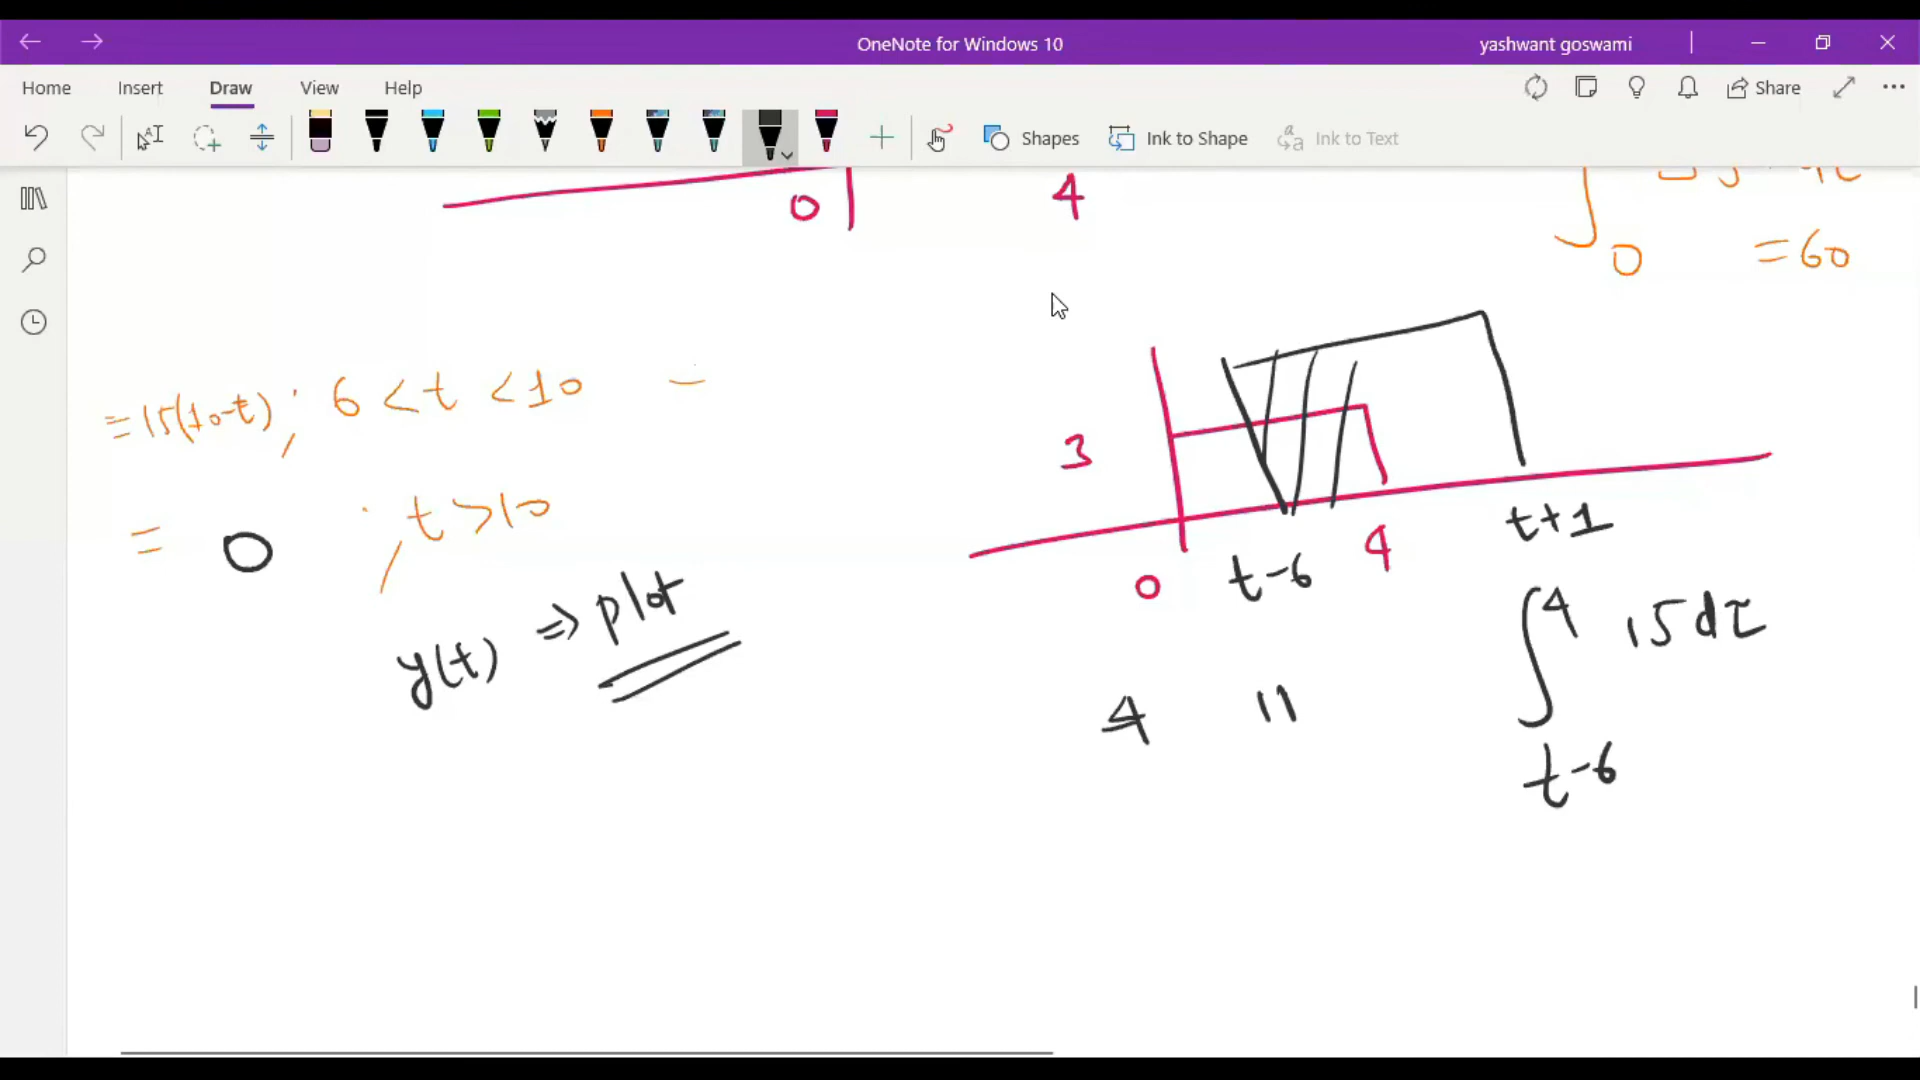 OneNote for Windows 10
yashwant goswami
Home Insert Draw View Help
Share
Shapes Ink to Shape Ink to Text
0 4
0 =60
=15(10-t); 6 < t < 10
= 0 ; t >10
y(t) => plot
3
0 t-6 4 t+1
4 11
∫ 4 15 dτ
t-6